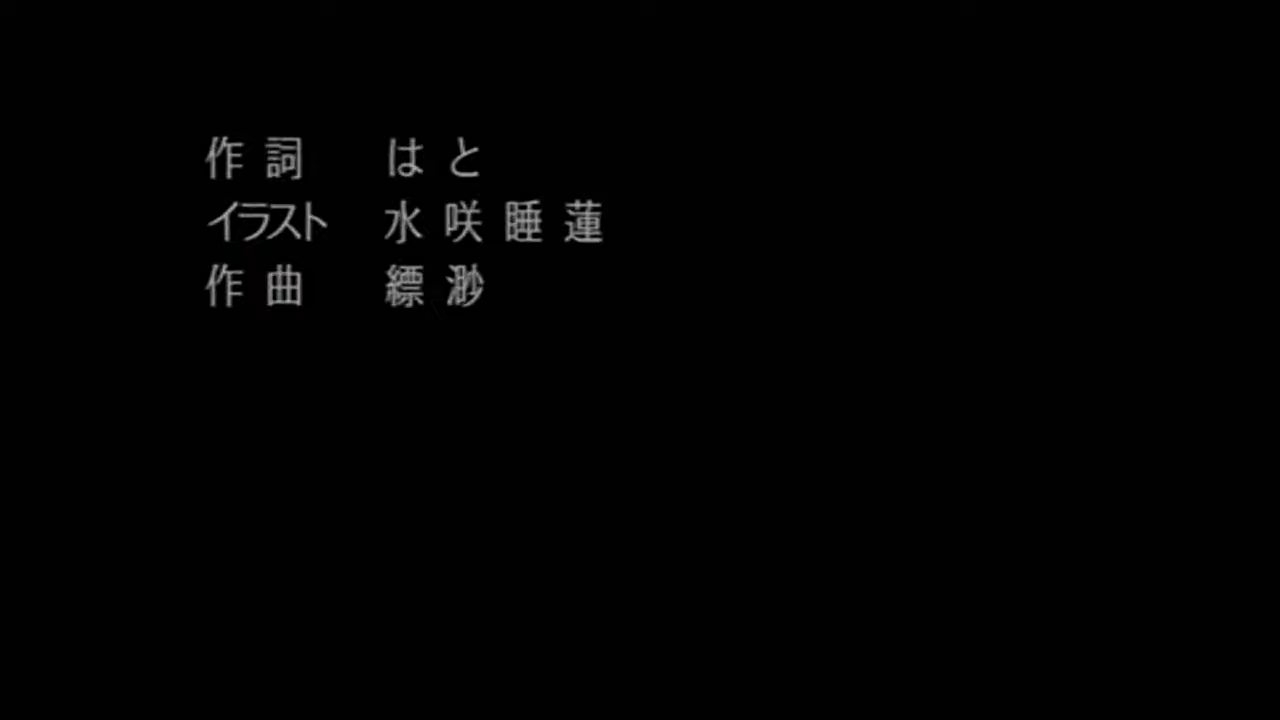 作詞　はと
イラスト　水咲睡蓮
作曲　縹渺